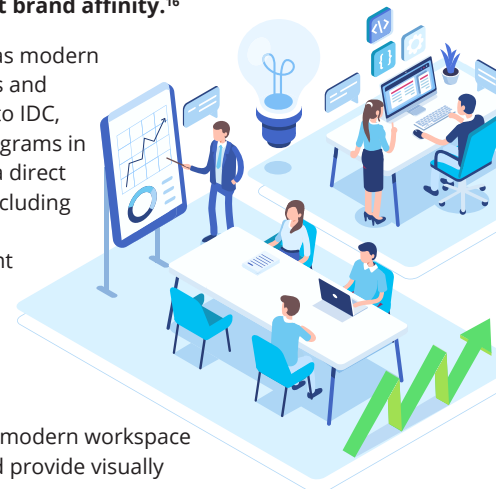 t brand affinity.¹⁶
as modern
s and
to IDC,
grams in
a direct
cluding
nt
modern workspace
d provide visually